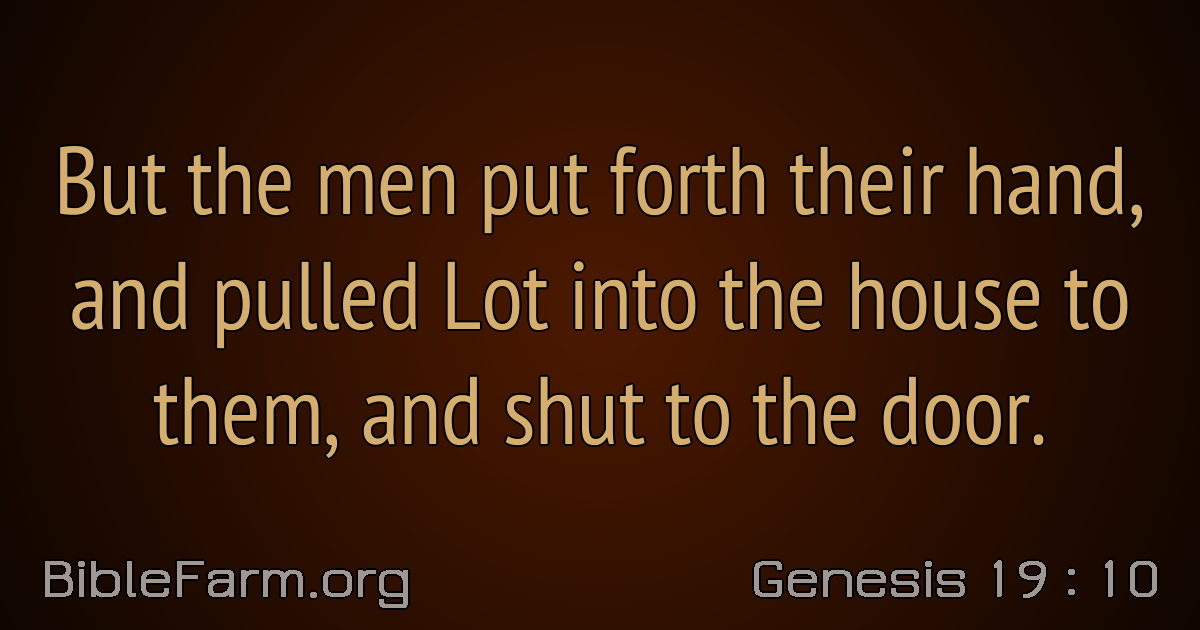 But the men put forth their hand,
and pulled Lot into the house to
them, and shut to the door.
BibleFarm.org
Genesis 19:10